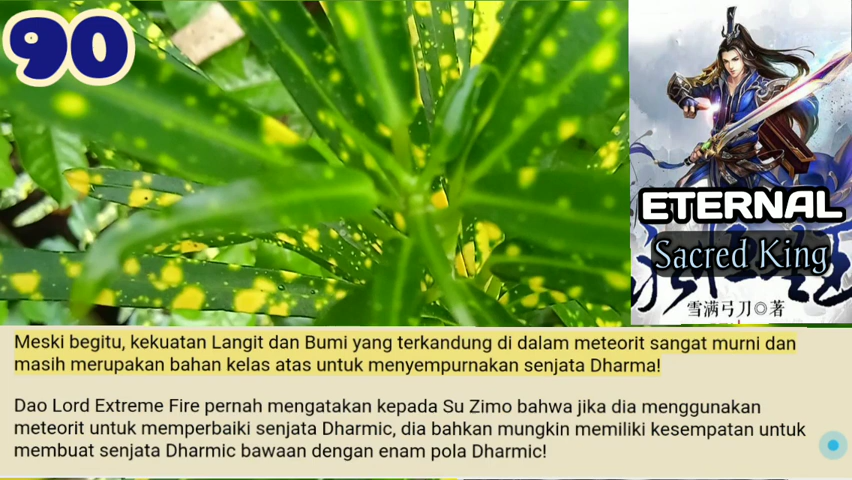 90
ETERNAL
Sacred King
雪满弓刀◎著
Meski begitu, kekuatan Langit dan Bumi yang terkandung di dalam meteorit sangat murni dan
masih merupakan bahan kelas atas untuk menyempurnakan senjata Dharma!
Dao Lord Extreme Fire pernah mengatakan kepada Su Zimo bahwa jika dia menggunakan
meteorit untuk memperbaiki senjata Dharmic, dia bahkan mungkin memiliki kesempatan untuk
membuat senjata Dharmic bawaan dengan enam pola Dharmic!